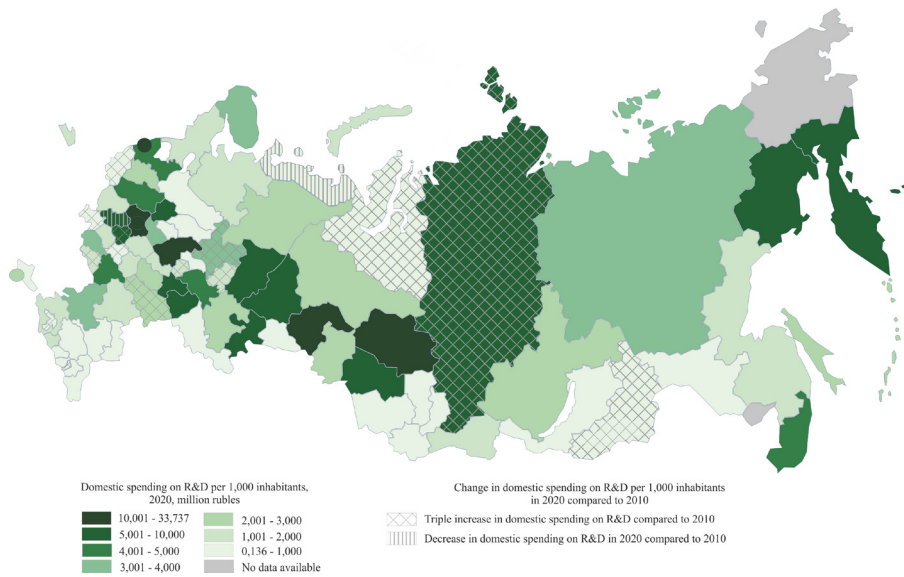 Domestic spending on R&D per 1,000 inhabitants,
2020, million rubles
10,001 - 33,737
5,001 - 10,000
4,001 - 5,000
3,001 - 4,000
2,001 - 3,000
1,001 - 2,000
0,136 - 1,000
No data available
Change in domestic spending on R&D per 1,000 inhabitants
in 2020 compared to 2010
Triple increase in domestic spending on R&D compared to 2010
Decrease in domestic spending on R&D in 2020 compared to 2010